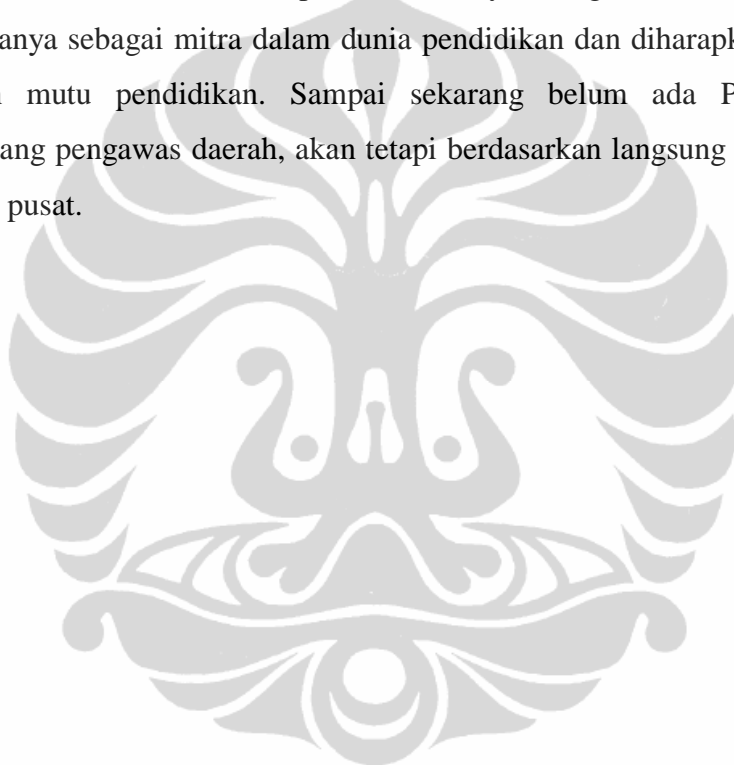 anya sebagai mitra dalam dunia pendidikan dan diharapk
mutu pendidikan. Sampai sekarang belum ada P
ang pengawas daerah, akan tetapi berdasarkan langsung
pusat.